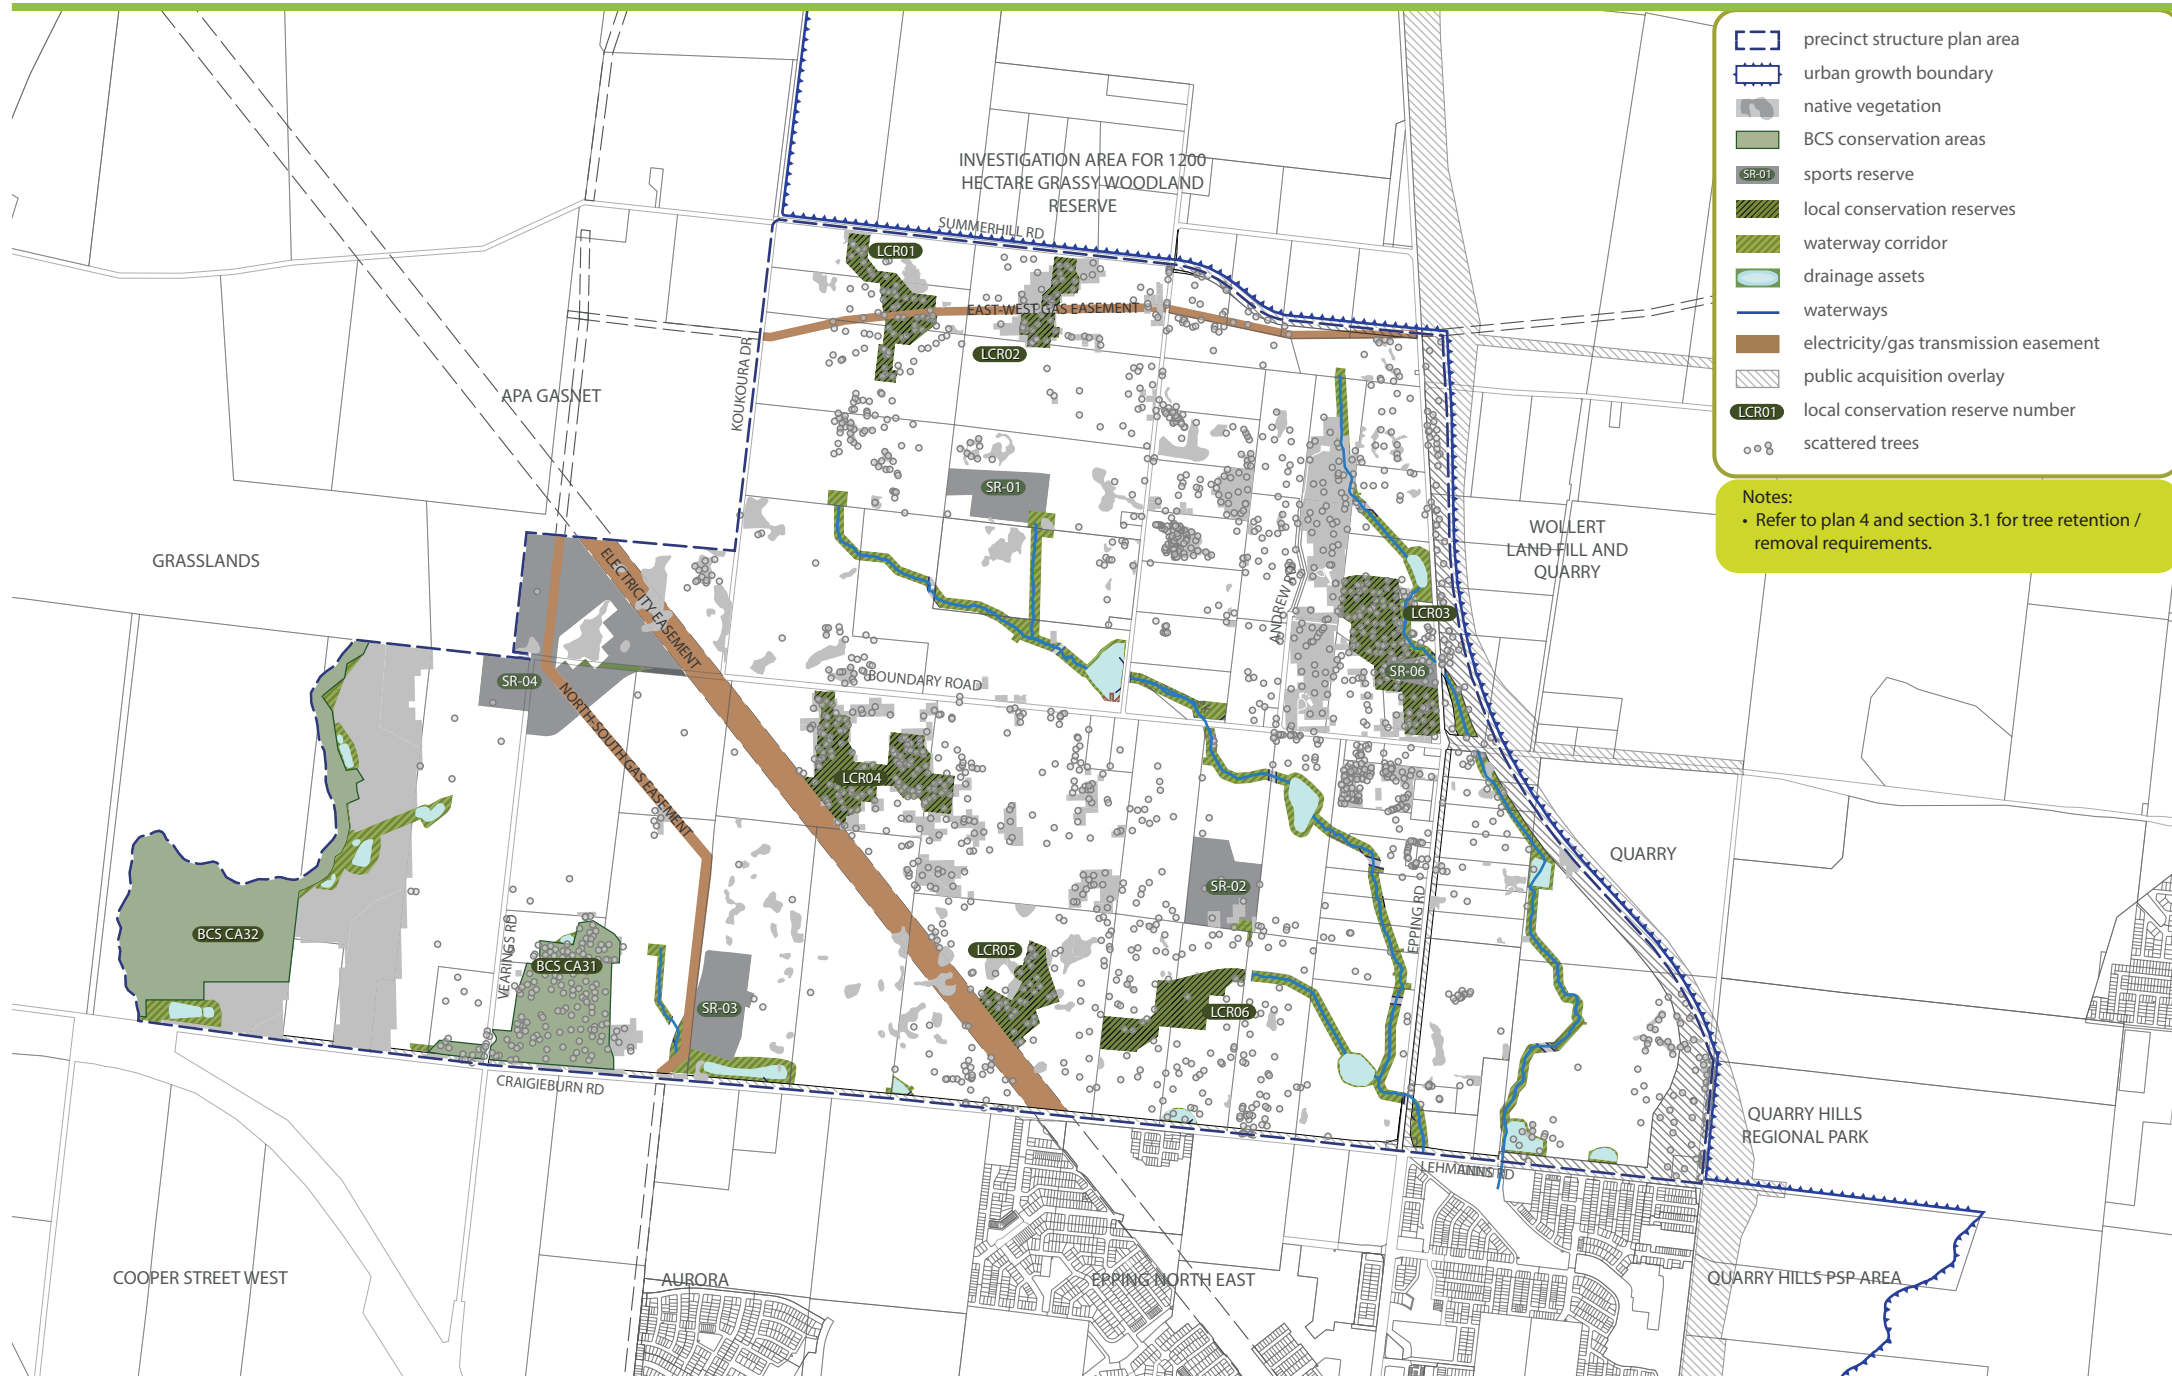 precinct structure plan area
urban growth boundary
native vegetation
BCS conservation areas
SR-01 sports reserve
local conservation reserves
waterway corridor
drainage assets
waterways
electricity/gas transmission easement
public acquisition overlay
LCR01 local conservation reserve number
scattered trees
Notes:
• Refer to plan 4 and section 3.1 for tree retention /
removal requirements.
INVESTIGATION AREA FOR 1200
HECTARE GRASSY WOODLAND
RESERVE
SUMMERHILL RD
LCR01
EAST-WEST GAS EASEMENT
LCR02
KOUKOURA DR
APA GASNET
SR-01
WOLLERT
LAND FILL AND
QUARRY
GRASSLANDS
ELECTRICITY EASEMENT
ANDREW RD
LCR03
SR-06
SR-04
BOUNDARY ROAD
NORTH-SOUTH GAS EASEMENT
LCR04
QUARRY
SR-02
EPPING RD
BCS CA32
VEARINGS RD
BCS CA31
LCR05
SR-03
LCR06
CRAIGIEBURN RD
QUARRY HILLS
REGIONAL PARK
LEHMANNS RD
COOPER STREET WEST
AURORA
EPPING NORTH EAST
QUARRY HILLS PSP AREA